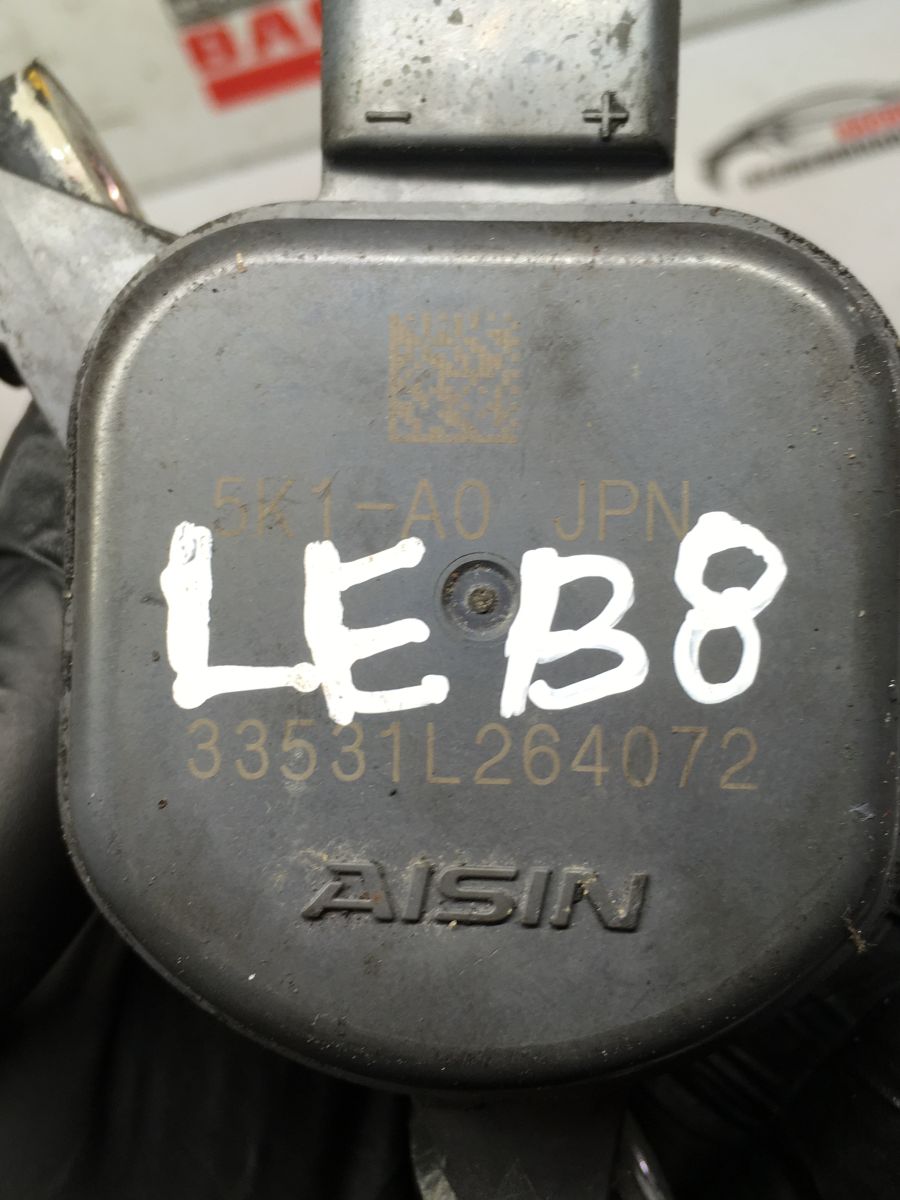 - +
5K1-A0 JPN
LEB8
33531L264072
AISIN